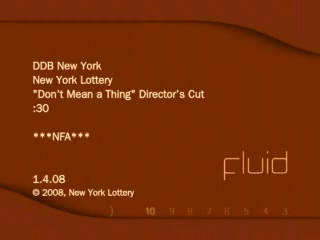 DDB New York
New York Lottery
"Don't Mean a Thing" Director's Cut
:30
***NFA***
fluid
1.4.08
© 2008, New York Lottery
10 9 8 7 6 5 4 3